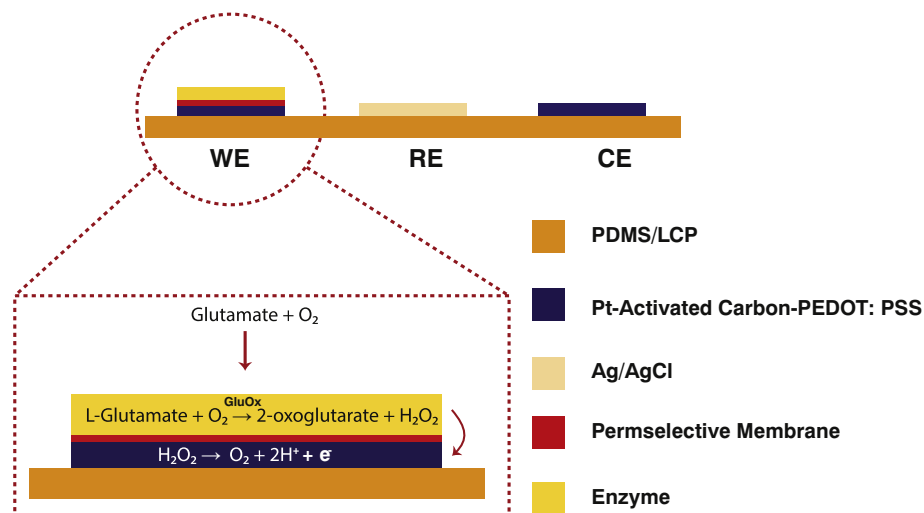 WE RE CE
PDMS/LCP
Pt-Activated Carbon-PEDOT: PSS
Ag/AgCl
Permselective Membrane
Enzyme
Glutamate + O₂
GluOx
L-Glutamate + O₂ → 2-oxoglutarate + H₂O₂
H₂O₂ → O₂ + 2H⁺ + e⁻